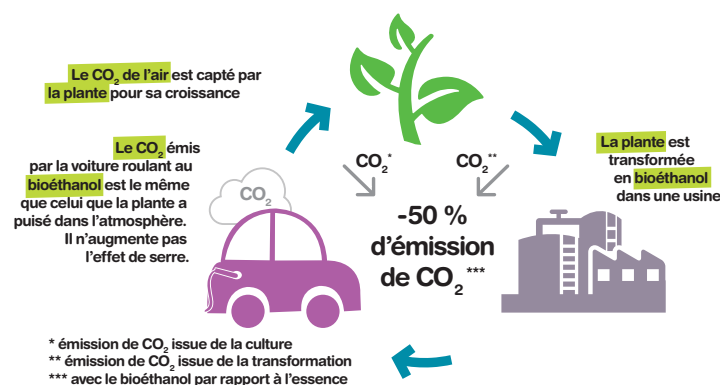 Le CO2 de l'air est capté par
la plante pour sa croissance
Le CO2 émis
par la voiture roulant au
bioéthanol est le même
que celui que la plante a
puisé dans l'atmosphère.
Il n'augmente pas
l'effet de serre.
CO2
CO2*
CO2**
-50 %
d'émission
de CO2***
La plante est
transformée
en bioéthanol
dans une usine
* émission de CO2 issue de la culture
** émission de CO2 issue de la transformation
*** avec le bioéthanol par rapport à l'essence